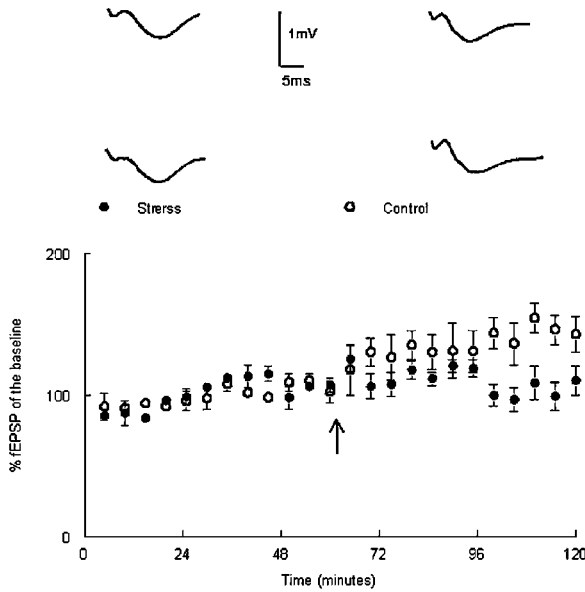 1mV
5ms
Strerss
Control
200
100
0
0 24 48 72 96 120
% fEPSP of the baseline
Time (minutes)